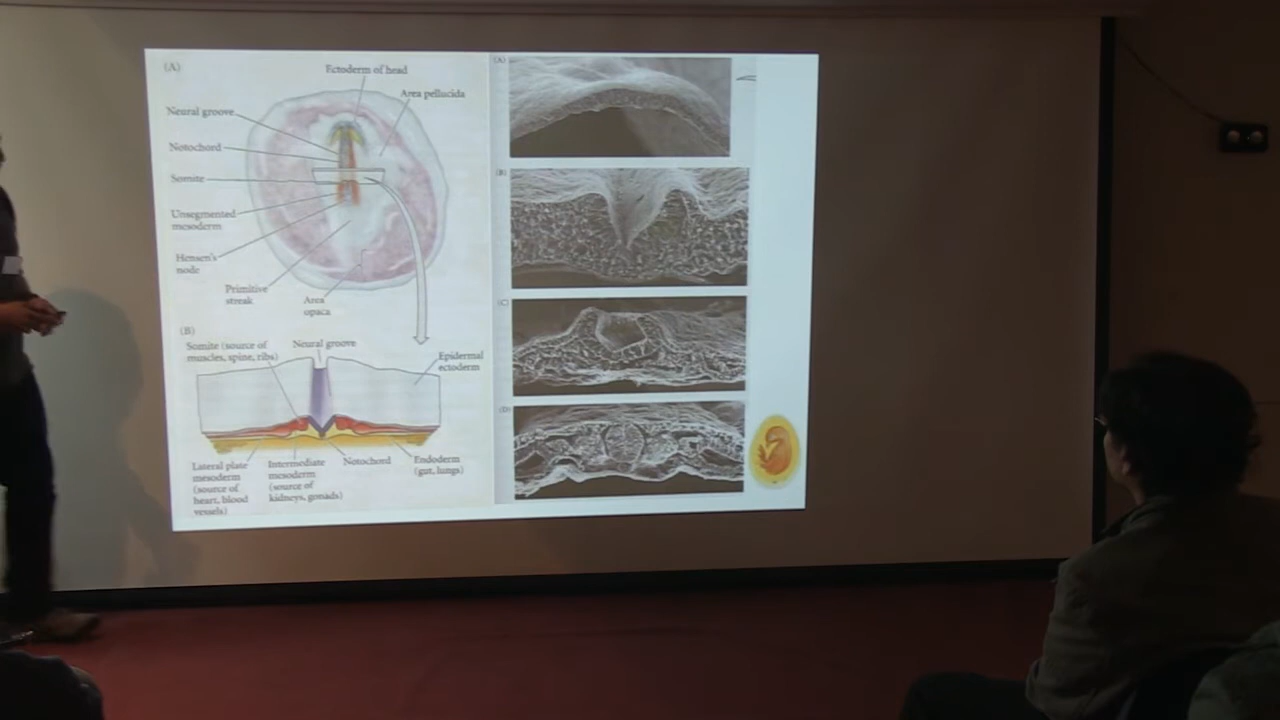 (A)
Ectoderm of head
Area pellucida
Neural groove
Notochord
Somite
Unsegmented
mesoderm
Hensen's
node
Primitive
streak
Area
opaca
(B)
Somite (source of
muscles, spine, ribs)
Neural groove
Epidermal
ectoderm
Lateral plate
mesoderm
(source of
heart, blood
vessels)
Intermediate
mesoderm
(source of
kidneys, gonads)
Notochord
Endoderm
(gut, lungs)
(A)
(B)
(C)
(D)